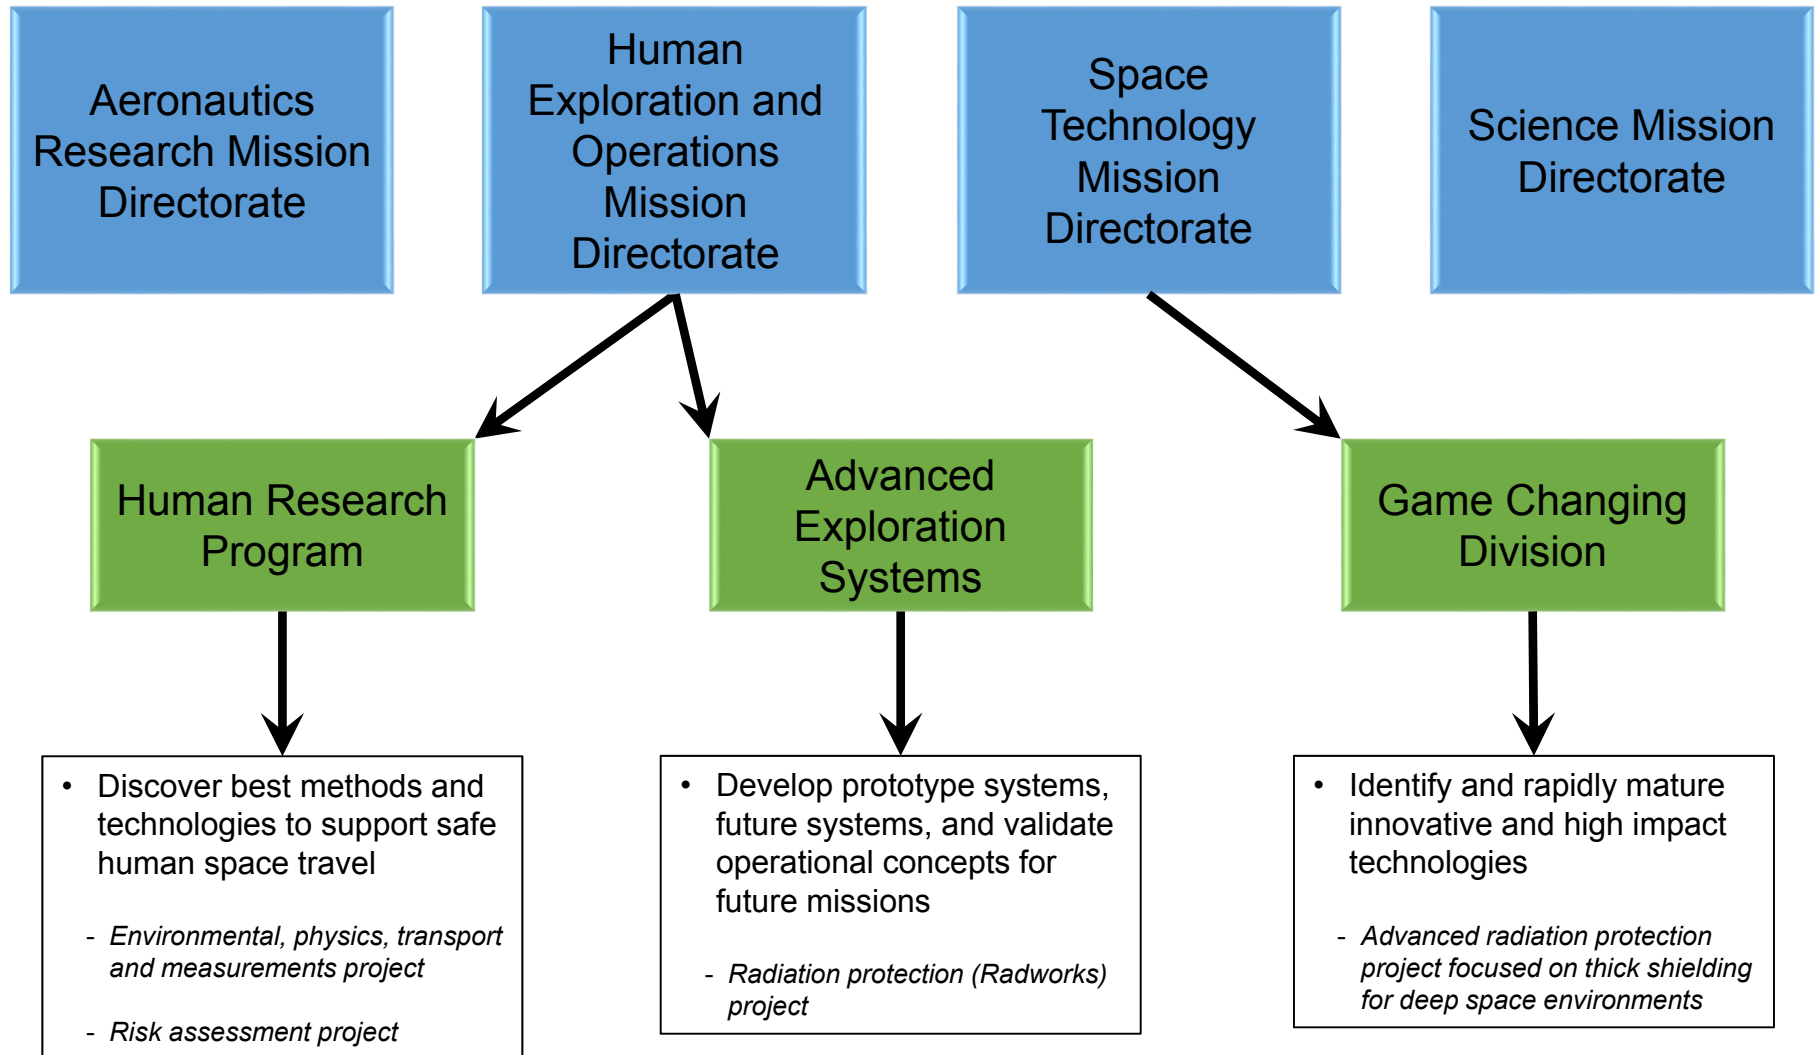 Aeronautics
Research Mission
Directorate
Human
Exploration and
Operations
Mission
Directorate
Space
Technology
Mission
Directorate
Science Mission
Directorate
Human Research
Program
Advanced
Exploration
Systems
Game Changing
Division
• Discover best methods and
technologies to support safe
human space travel
- Environmental, physics, transport
and measurements project
- Risk assessment project
• Develop prototype systems,
future systems, and validate
operational concepts for
future missions
- Radiation protection (Radworks)
project
• Identify and rapidly mature
innovative and high impact
technologies
- Advanced radiation protection
project focused on thick shielding
for deep space environments